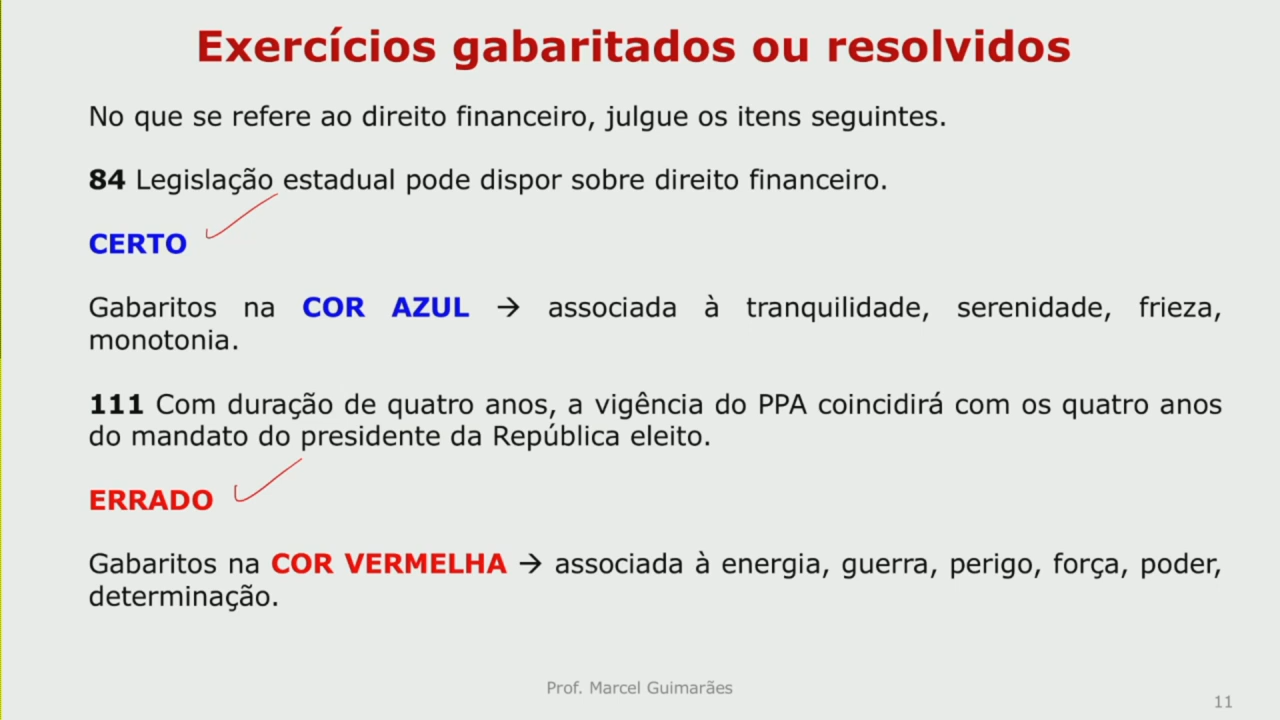 Exercícios gabaritados ou resolvidos
No que se refere ao direito financeiro, julgue os itens seguintes.
84 Legislação estadual pode dispor sobre direito financeiro.
CERTO
Gabaritos na COR AZUL → associada à tranquilidade, serenidade, frieza,
monotonia.
111 Com duração de quatro anos, a vigência do PPA coincidirá com os quatro anos
do mandato do presidente da República eleito.
ERRADO
Gabaritos na COR VERMELHA → associada à energia, guerra, perigo, força, poder,
determinação.
Prof. Marcel Guimarães
11